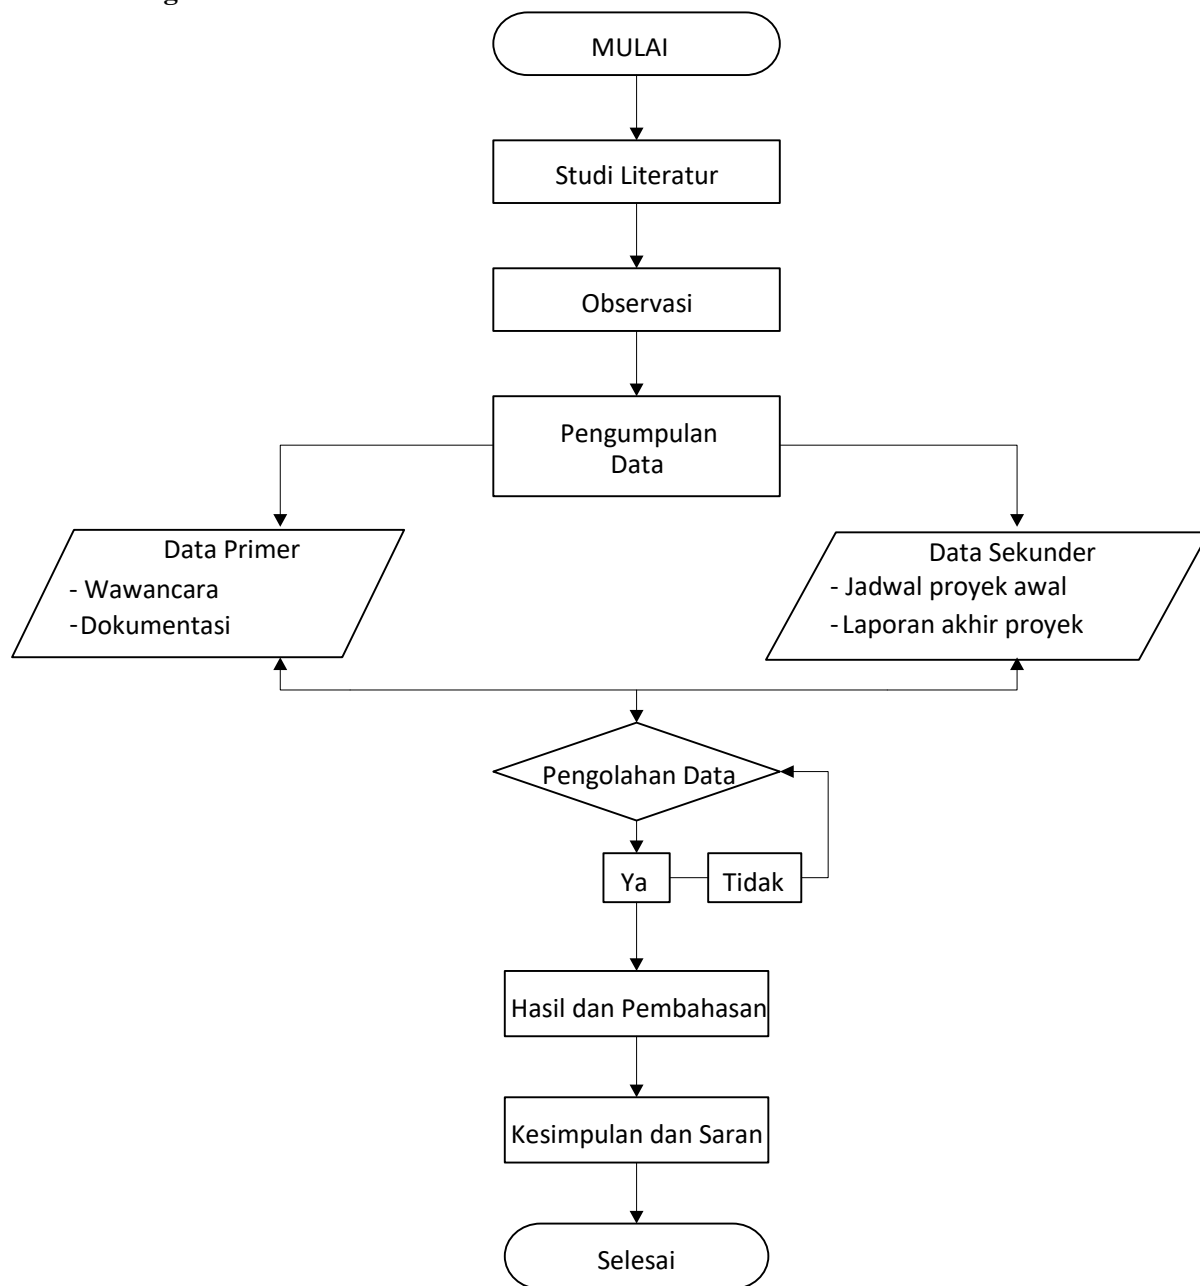 MULAI
Studi Literatur
Observasi
Pengumpulan
Data
Data Primer
- Wawancara
-Dokumentasi
Data Sekunder
- Jadwal proyek awal
-Laporan akhir proyek
Pengolahan Data
Ya
Tidak
Hasil dan Pembahasan
Kesimpulan dan Saran
Selesai